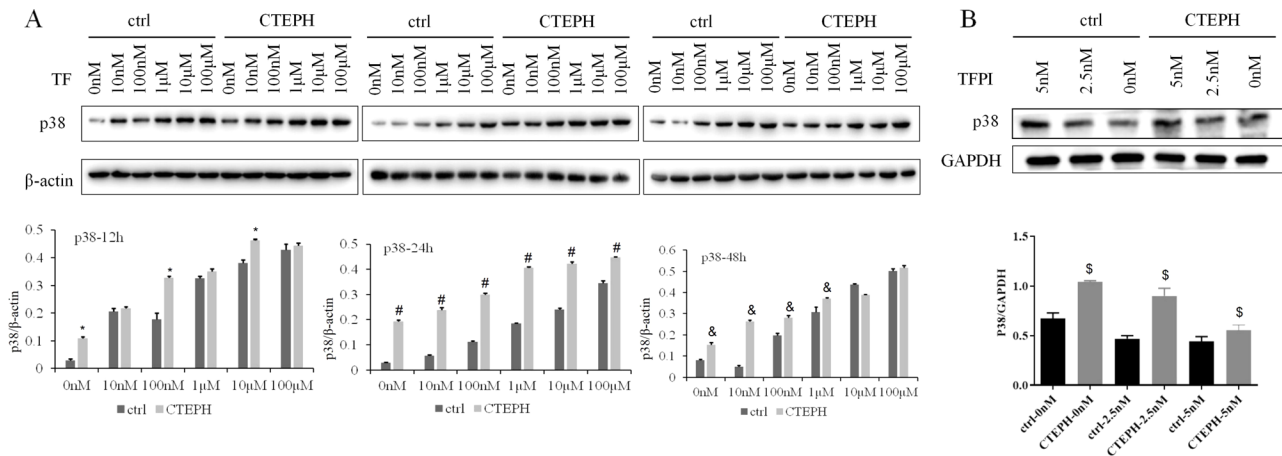 A
ctrl CTEPH ctrl CTEPH ctrl CTEPH
TF 0nM 10nM 100nM 1μM 10μM 100μM 0nM 10nM 100nM 1μM 10μM 100μM 0nM 10nM 100nM 1μM 10μM 100μM 0nM 10nM 100nM 1μM 10μM 100μM 0nM 10nM 100nM 1μM 10μM 100μM 0nM 10nM 100nM 1μM 10μM 100μM
p38
β-actin
p38-12h
p38/β-actin
0.5
0.4
0.3
0.2
0.1
0
* * *
0nM 10nM 100nM 1μM 10μM 100μM
ctrl CTEPH
p38-24h
p38/β-actin
0.5
0.4
0.3
0.2
0.1
0
# # # # # #
0nM 10nM 100nM 1μM 10μM 100μM
ctrl CTEPH
p38-48h
p38/β-actin
0.6
0.5
0.4
0.3
0.2
0.1
0
& & & &
0nM 10nM 100nM 1μM 10μM 100μM
ctrl CTEPH
B
ctrl CTEPH
TFPI 5nM 2.5nM 0nM 5nM 2.5nM 0nM
p38
GAPDH
P38/GAPDH
1.5
1.0
0.5
0.0
$ $ $
ctrl-0nM CTEPH-0nM ctrl-2.5nM CTEPH-2.5nM ctrl-5nM CTEPH-5nM